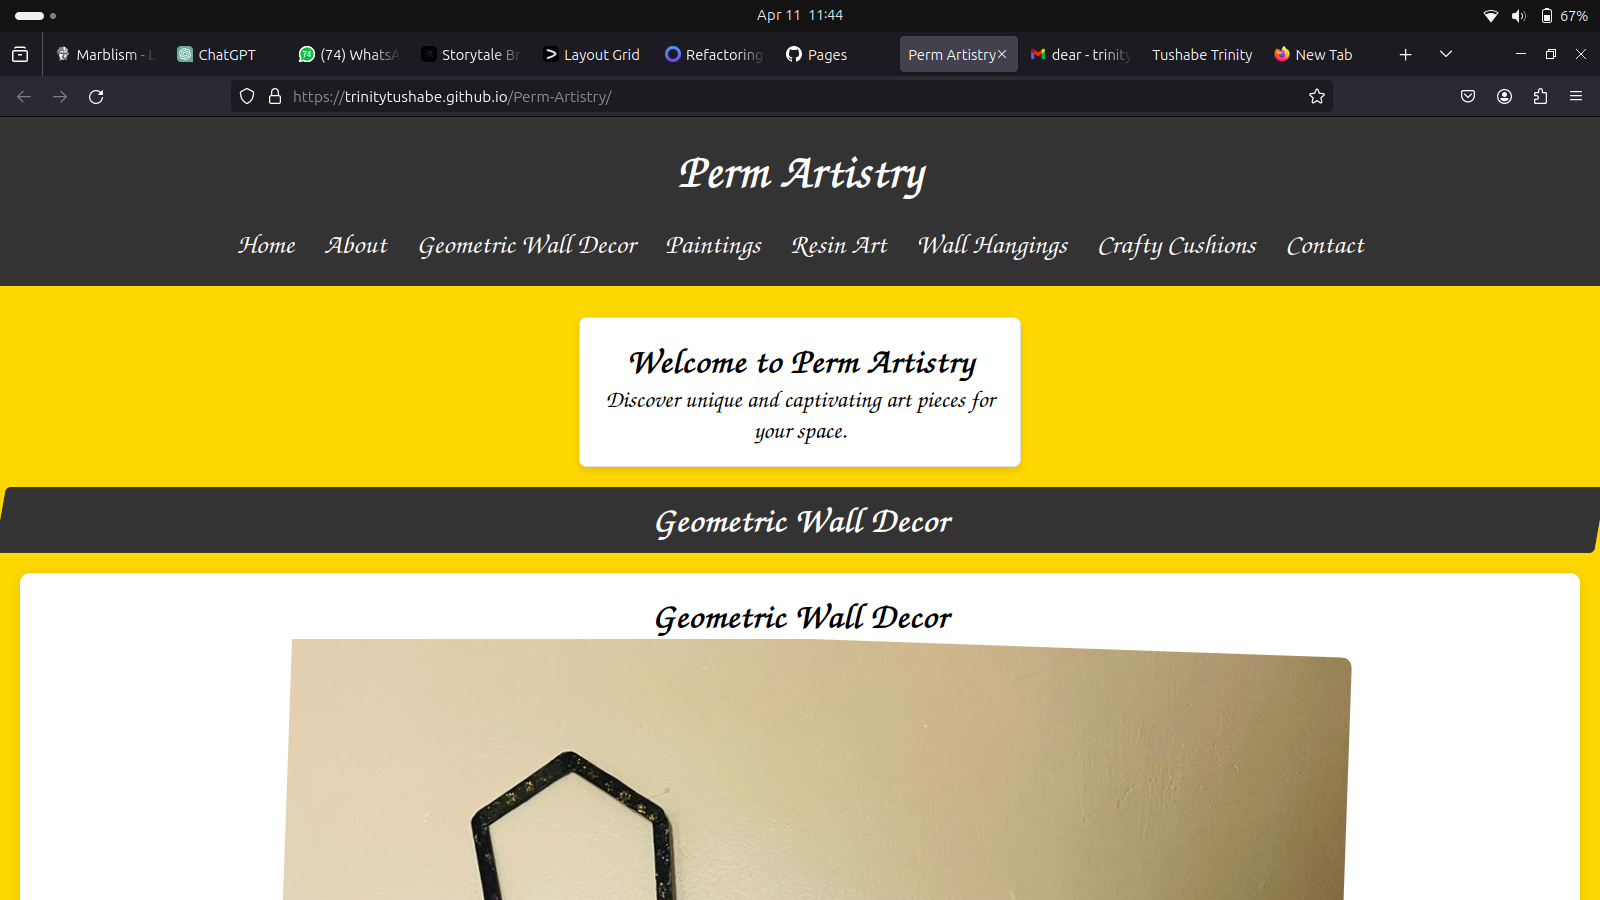 Apr 11 11:44
67%
Marblism - L
ChatGPT
(74) WhatsA
Storytale Br
Layout Grid
Refactoring
Pages
Perm Artistry
dear - trinity
Tushabe Trinity
New Tab
https://trinitytushabe.github.io/Perm-Artistry/
Perm Artistry
Home About Geometric Wall Decor Paintings Resin Art Wall Hangings Crafty Cushions Contact
Welcome to Perm Artistry
Discover unique and captivating art pieces for
your space.
Geometric Wall Decor
Geometric Wall Decor